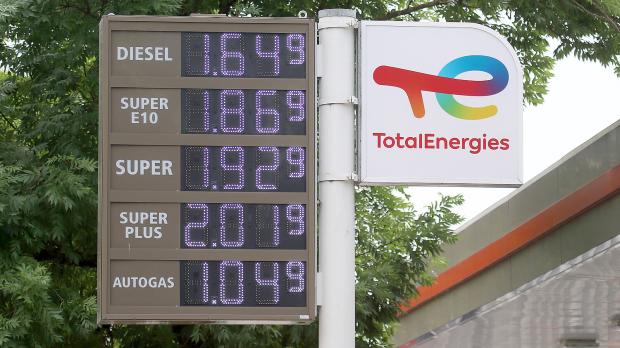 DIESEL 1.649
SUPER
E10 1.869
SUPER 1.929
SUPER
PLUS 2.019
AUTOGAS 1.049
TotalEnergies